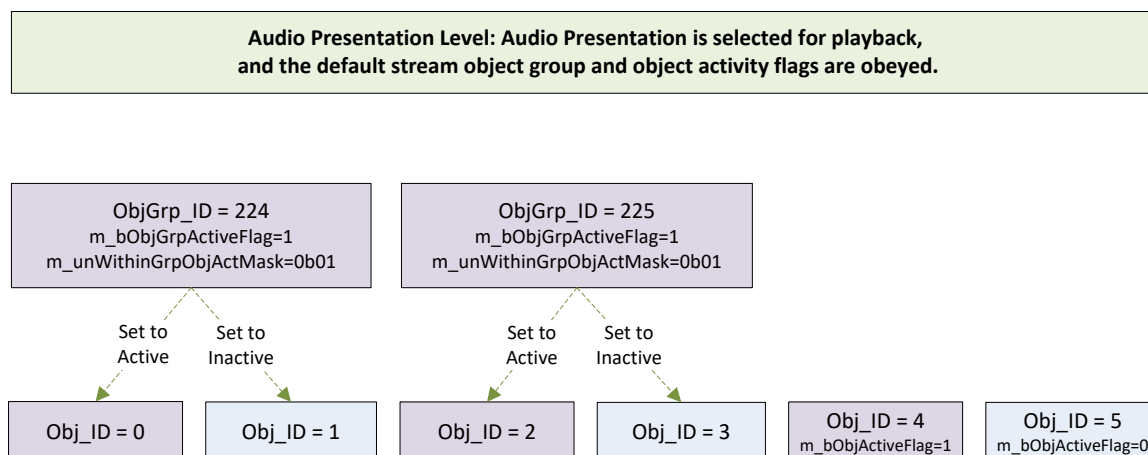 Audio Presentation Level: Audio Presentation is selected for playback,
and the default stream object group and object activity flags are obeyed.
ObjGrp_ID = 224
m_bObjGrpActiveFlag=1
m_unWithinGrpObjActMask=0b01
ObjGrp_ID = 225
m_bObjGrpActiveFlag=1
m_unWithinGrpObjActMask=0b01
Set to
Active
Set to
Inactive
Set to
Active
Set to
Inactive
Obj_ID = 0
Obj_ID = 1
Obj_ID = 2
Obj_ID = 3
Obj_ID = 4
m_bObjActiveFlag=1
Obj_ID = 5
m_bObjActiveFlag=0